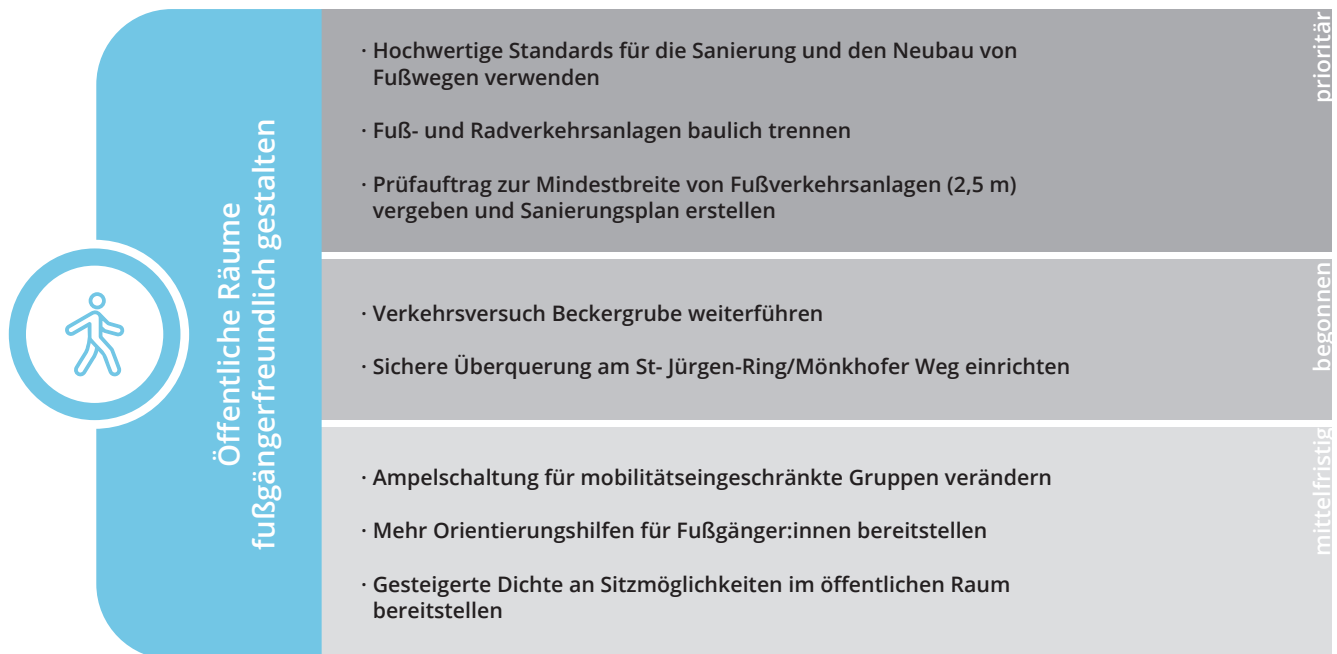 Öffentliche Räume
fußgängerfreundlich gestalten
· Hochwertige Standards für die Sanierung und den Neubau von
Fußwegen verwenden
· Fuß- und Radverkehrsanlagen baulich trennen
· Prüfauftrag zur Mindestbreite von Fußverkehrsanlagen (2,5 m)
vergeben und Sanierungsplan erstellen
prioritär
· Verkehrsversuch Beckergrube weiterführen
· Sichere Überquerung am St- Jürgen-Ring/Mönkhofer Weg einrichten
begonnen
· Ampelschaltung für mobilitätseingeschränkte Gruppen verändern
· Mehr Orientierungshilfen für Fußgänger:innen bereitstellen
· Gesteigerte Dichte an Sitzmöglichkeiten im öffentlichen Raum
bereitstellen
mittelfristig